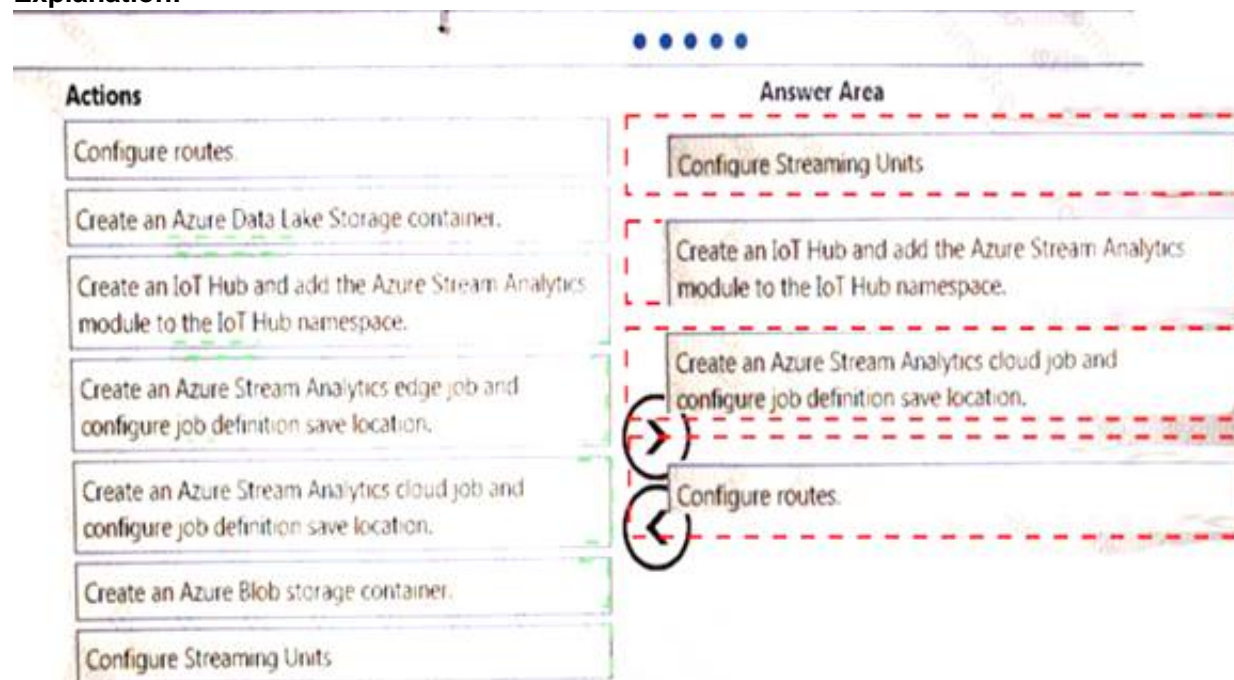 Explanation:
Actions
Configure routes.
Create an Azure Data Lake Storage container.
Create an IoT Hub and add the Azure Stream Analytics
module to the IoT Hub namespace.
Create an Azure Stream Analytics edge job and
configure job definition save location.
Create an Azure Stream Analytics cloud job and
configure job definition save location.
Create an Azure Blob storage container.
Configure Streaming Units
Answer Area
Configure Streaming Units
Create an IoT Hub and add the Azure Stream Analytics
module to the IoT Hub namespace.
Create an Azure Stream Analytics cloud job and
configure job definition save location.
Configure routes.